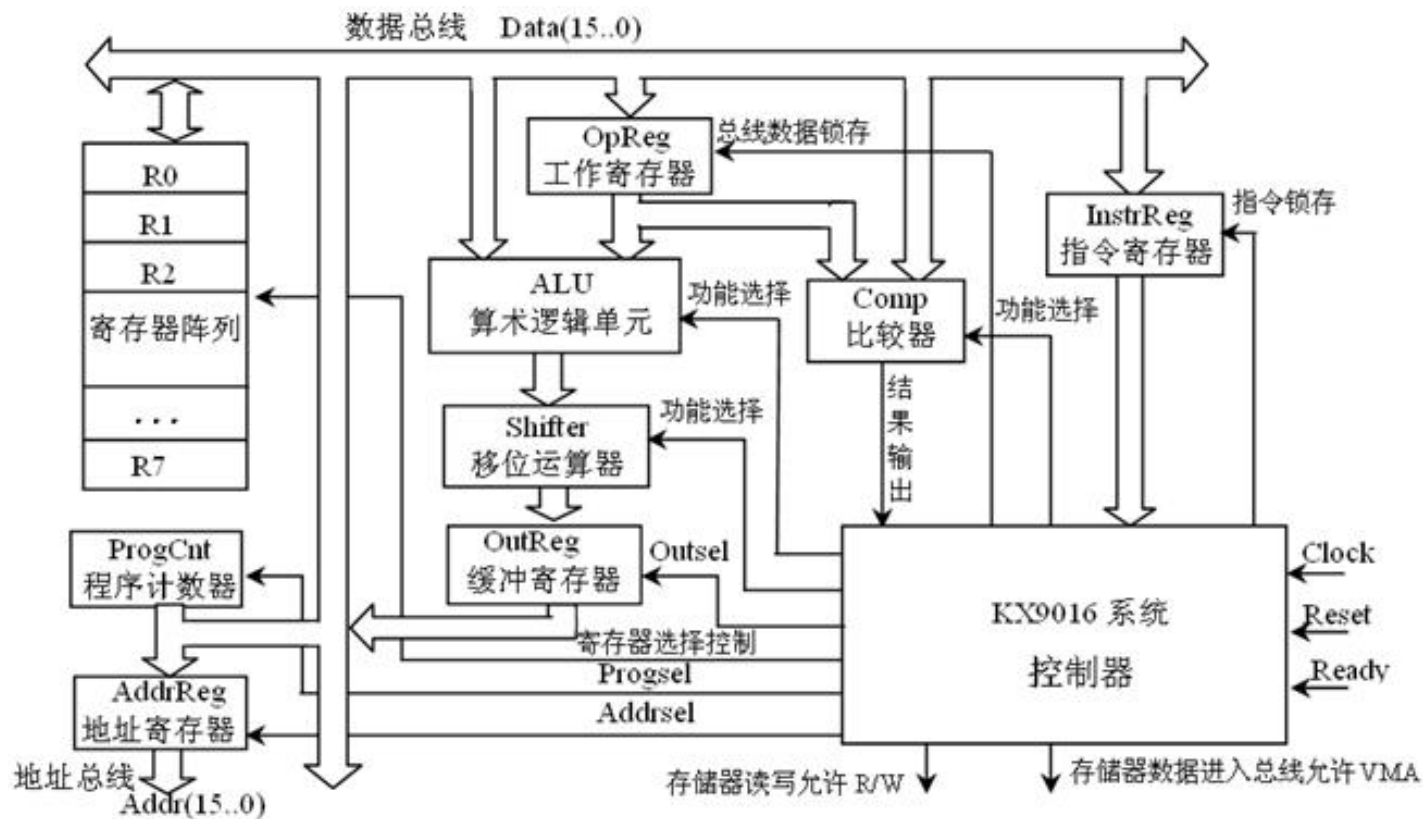 数据总线 Data(15..0)
OpReg
工作寄存器
总线数据锁存
R0
R1
R2
寄存器阵列
...
R7
InstrReg
指令寄存器
指令锁存
ALU
算术逻辑单元
功能选择
Comp
比较器
功能选择
结果输出
Shifter
移位运算器
功能选择
ProgCnt
程序计数器
OutReg
缓冲寄存器
Outsel
KX9016 系统
控制器
Clock
Reset
Ready
寄存器选择控制
Progsel
Addrsel
AddrReg
地址寄存器
地址总线
Addr(15..0)
存储器读写允许 R/W
存储器数据进入总线允许 VMA